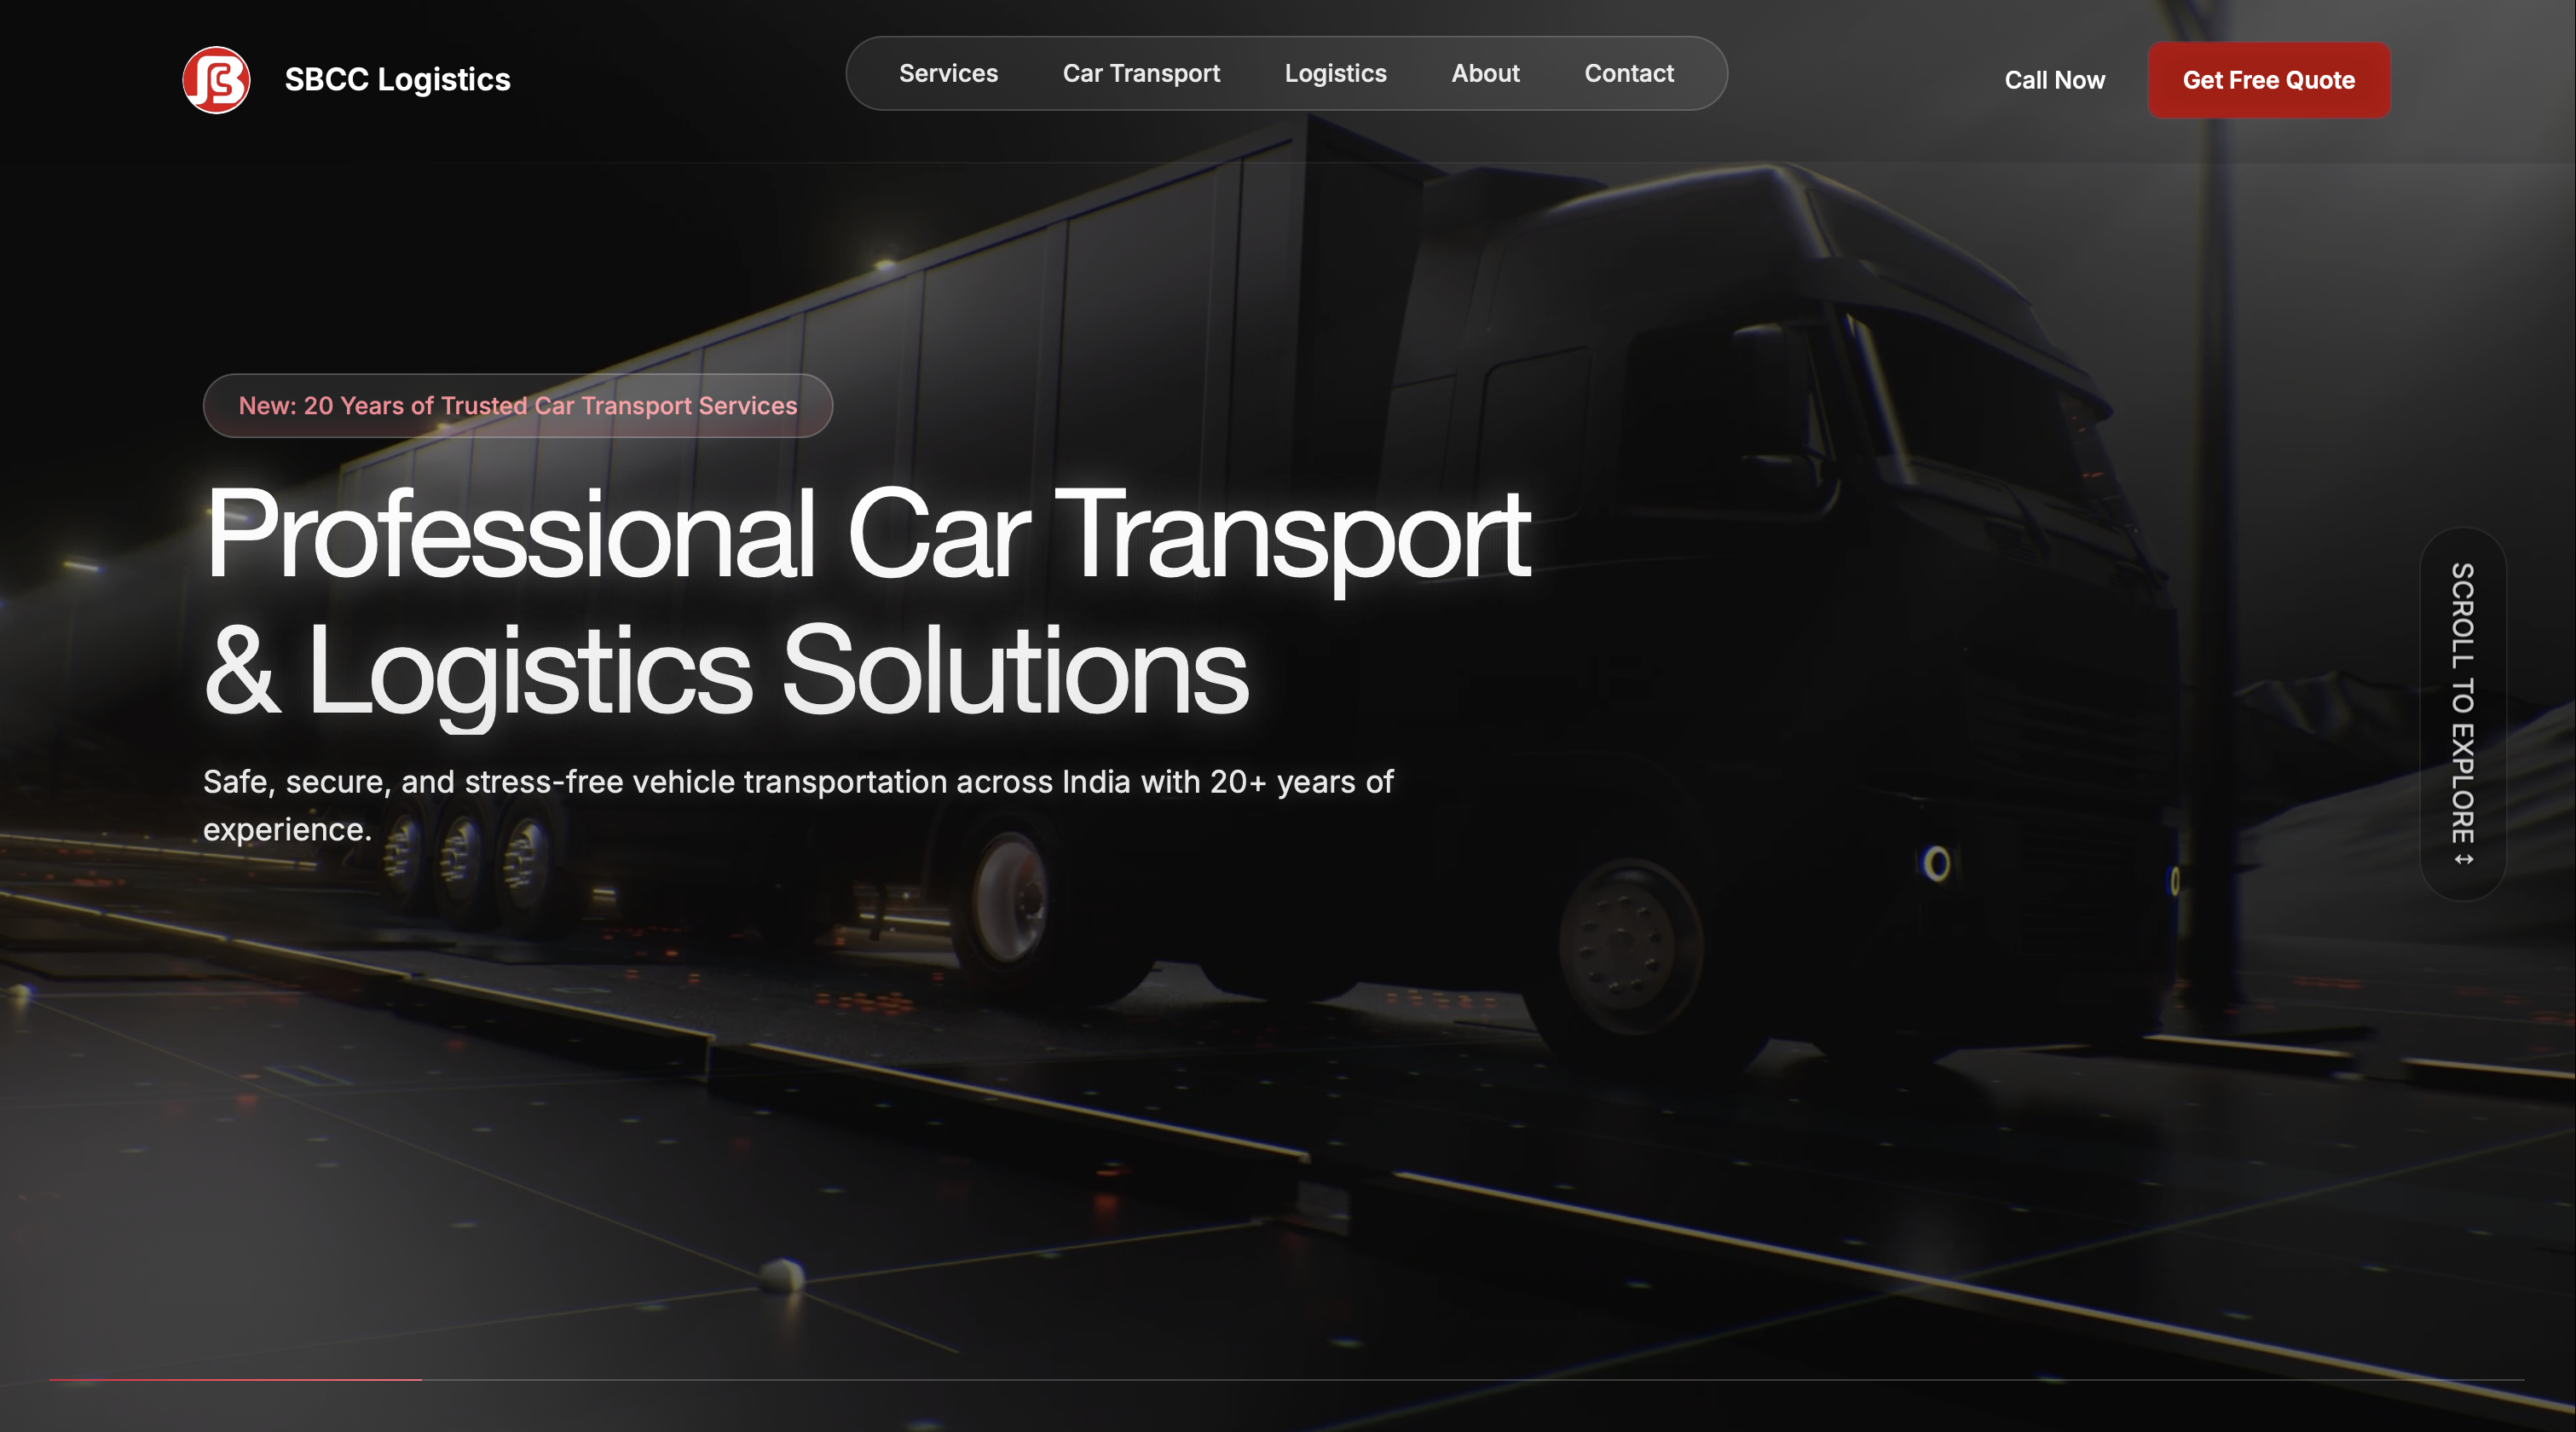 SBCC Logistics
Services
Car Transport
Logistics
About
Contact
Call Now
Get Free Quote
New: 20 Years of Trusted Car Transport Services
Professional Car Transport
& Logistics Solutions
Safe, secure, and stress-free vehicle transportation across India with 20+ years of
experience.
SCROLL TO EXPLORE ↕